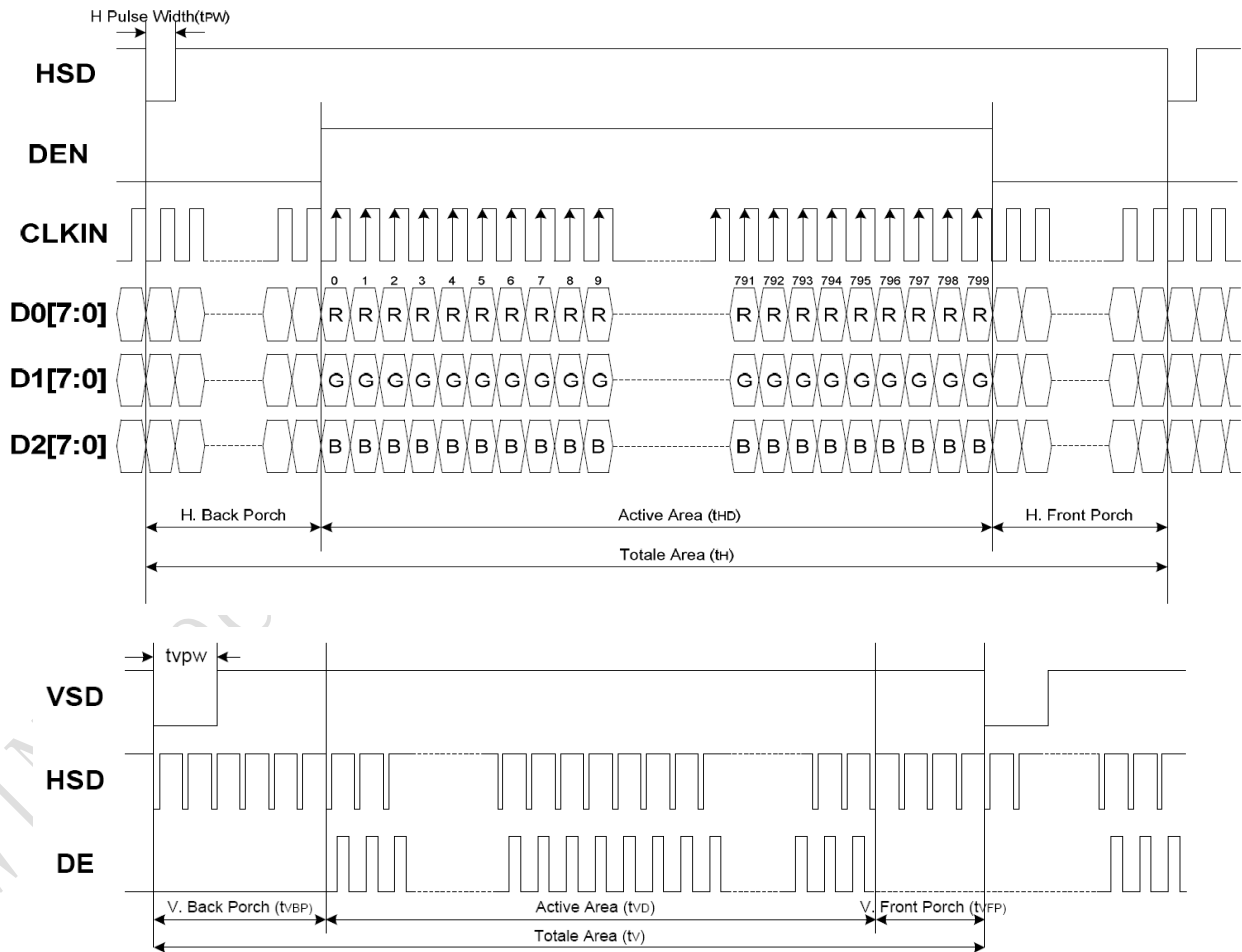 H Pulse Width(tPW)
HSD
DEN
CLKIN
0 1 2 3 4 5 6 7 8 9 791 792 793 794 795 796 797 798 799
D0[7:0] R R R R R R R R R R R R R R R R R R R
D1[7:0] G G G G G G G G G G G G G G G G G G G
D2[7:0] B B B B B B B B B B B B B B B B B B B
H. Back Porch Active Area (tHD) H. Front Porch
Totale Area (tH)
tvpw
VSD
HSD
DE
V. Back Porch (tVBP) Active Area (tVD) V. Front Porch (tVFP)
Totale Area (tV)